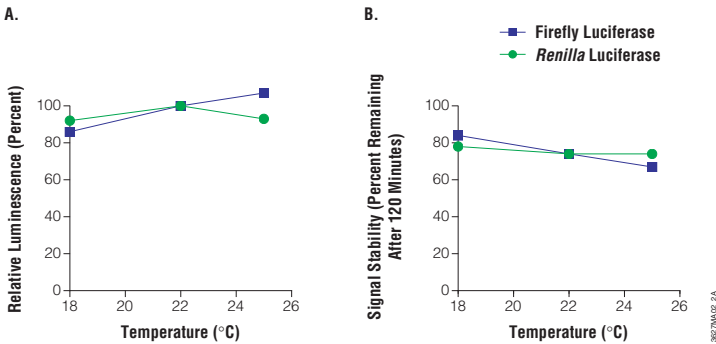 A.
Relative Luminescence (Percent)
100
80
60
40
20
0
18
20
22
24
26
Temperature (°C)
B.
Firefly Luciferase
Renilla Luciferase
Signal Stability (Percent Remaining
After 120 Minutes)
100
80
60
40
20
0
18
20
22
24
26
Temperature (°C)
3627MA02_2A